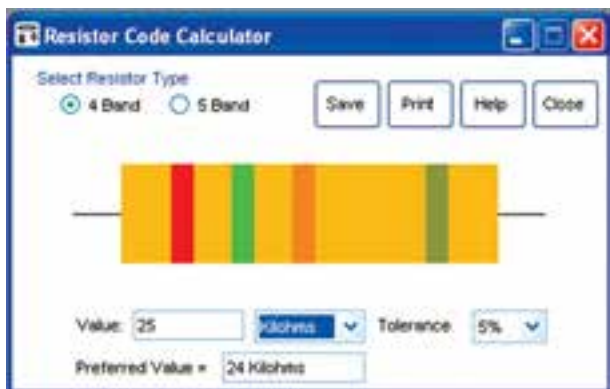 Resistor Code Calculator
Select Resistor Type
4 Band 5 Band Save Print Help Close
Value: 25 Kilohms Tolerance 5%
Preferred Value = 24 Kilohms